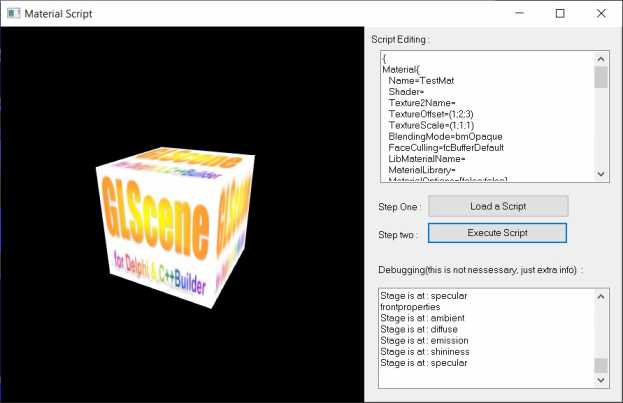 Material Script
Script Editing :
{
Material{
Name=TestMat
Shader=
Texture2Name=
TextureOffset=(1;2;3)
TextureScale=(1;1;1)
BlendingMode=bmOpaque
FaceCulling=fcBufferDefault
LibMaterialName=
MaterialLibrary=
MaterialOptions=[false;false]
Step One :
Load a Script
Step two :
Execute Script
Debugging(this is not nessessary, just extra info) :
Stage is at : specular
frontproperties
Stage is at : ambient
Stage is at : diffuse
Stage is at : emission
Stage is at : shininess
Stage is at : specular
GLScene
for Delphi & C++Builder